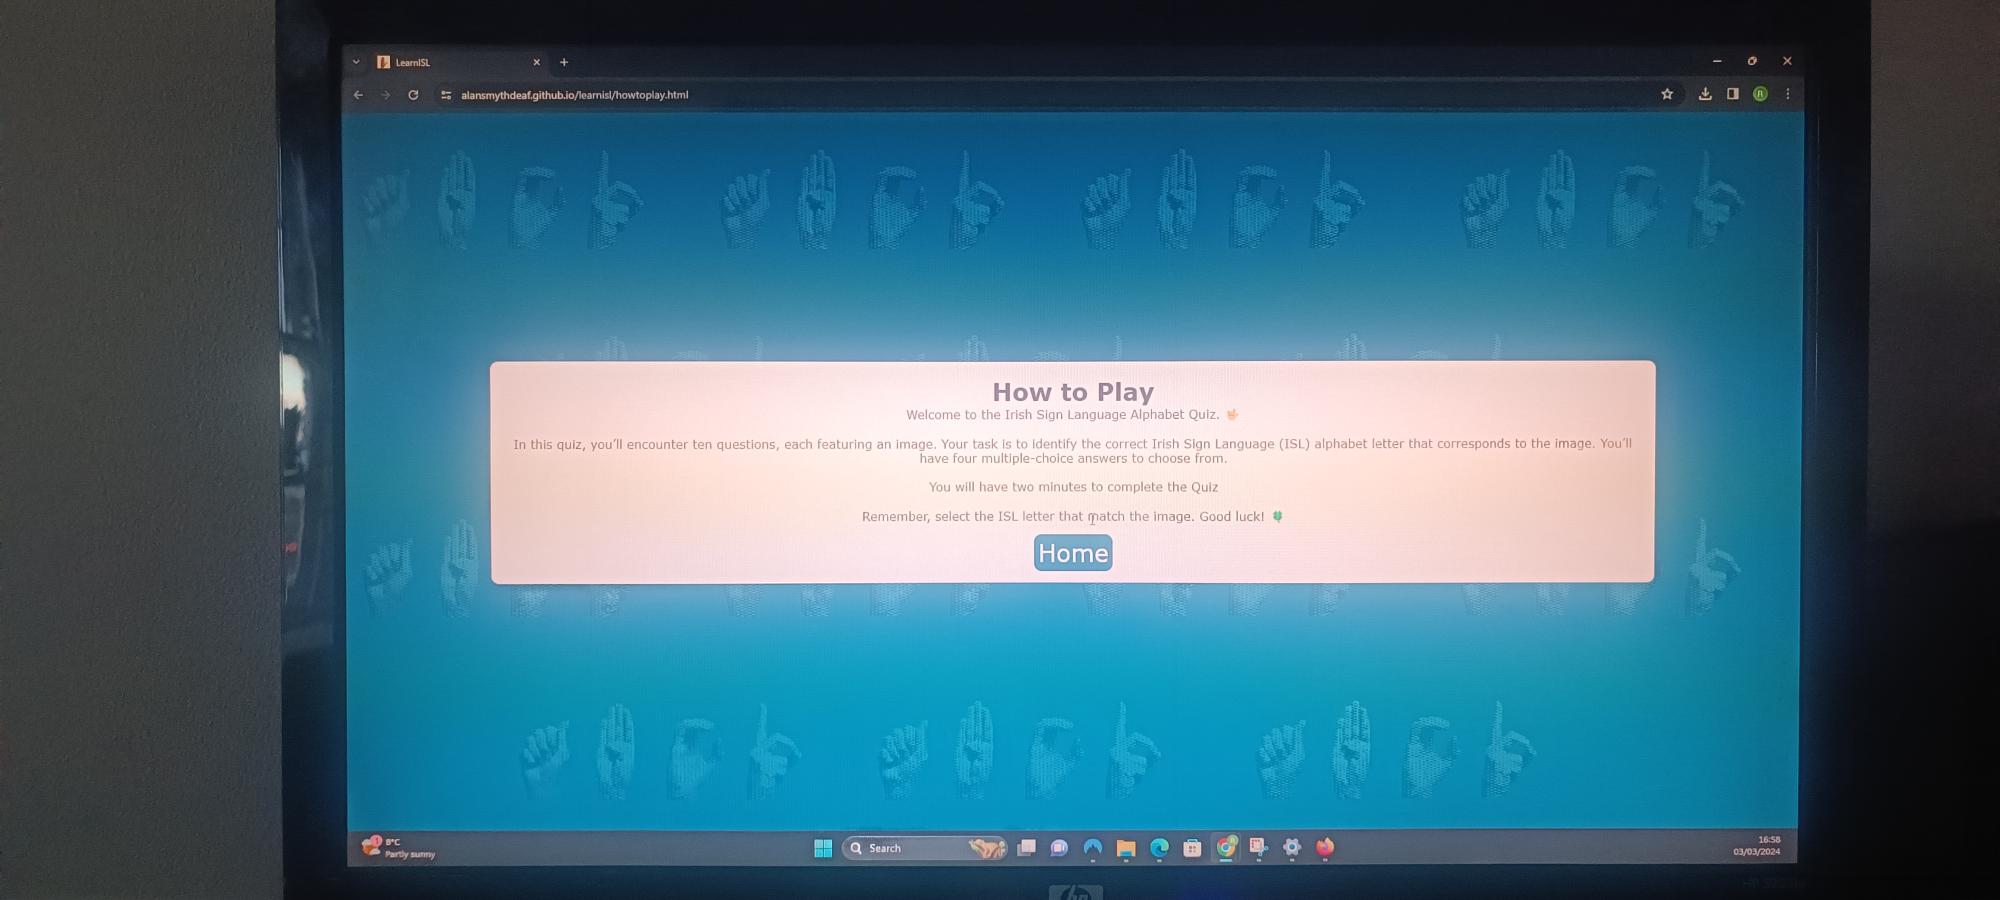 LearnISL
alansmythdeaf.github.io/learnisl/howtoplay.html
How to Play
Welcome to the Irish Sign Language Alphabet Quiz. 🤟
In this quiz, you'll encounter ten questions, each featuring an image. Your task is to identify the correct Irish Sign Language (ISL) alphabet letter that corresponds to the image. You'll
have four multiple-choice answers to choose from.
You will have two minutes to complete the Quiz
Remember, select the ISL letter that match the image. Good luck! 🍀
Home
1
8°C
Partly sunny
Search
16:58
03/03/2024
hp